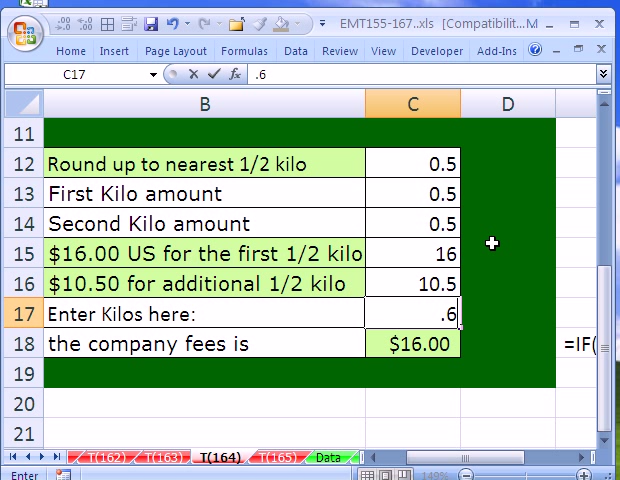 EMT155-167..xls [Compatibilit...M
Home Insert Page Layout Formulas Data Review View Developer Add-Ins
C17 fx .6
B C D
11
12 Round up to nearest 1/2 kilo 0.5
13 First Kilo amount 0.5
14 Second Kilo amount 0.5
15 $16.00 US for the first 1/2 kilo 16
16 $10.50 for additional 1/2 kilo 10.5
17 Enter Kilos here: .6
18 the company fees is $16.00 =IF(
19
20
21
T(162) T(163) T(164) T(165) Data
Enter 149%